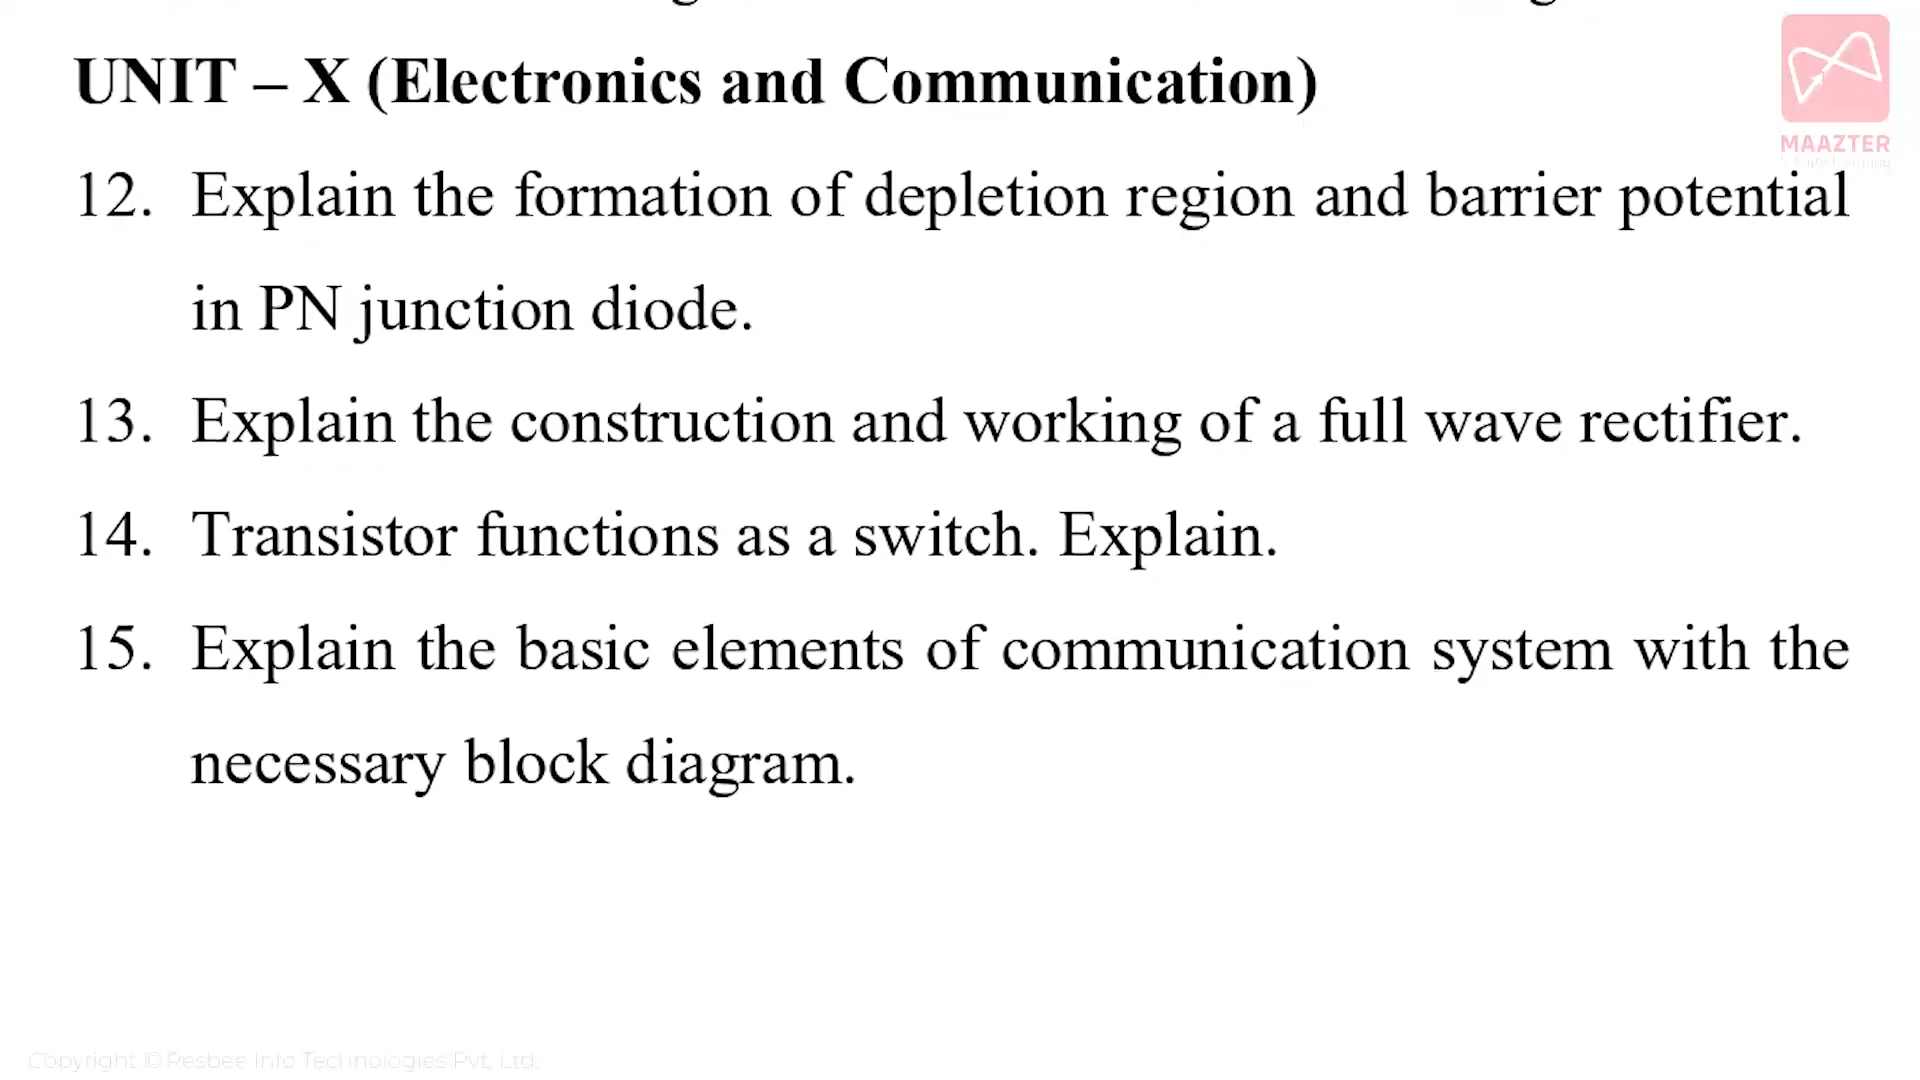 UNIT – X (Electronics and Communication)
MAAZTER
12. Explain the formation of depletion region and barrier potential
in PN junction diode.
13. Explain the construction and working of a full wave rectifier.
14. Transistor functions as a switch. Explain.
15. Explain the basic elements of communication system with the
necessary block diagram.
Copyright © Resbee Info Technologies Pvt. Ltd.